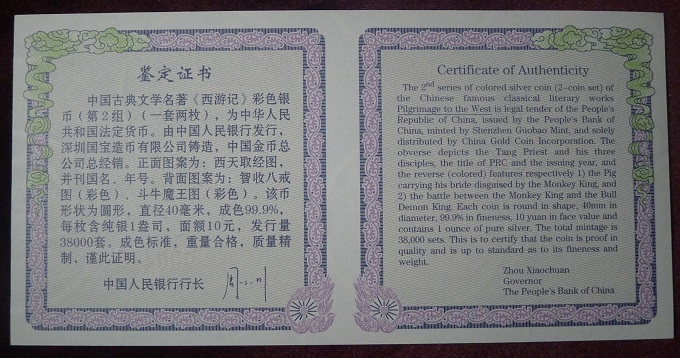 鉴定证书
中国古典文学名著《西游记》彩色银
币（第2组）（一套两枚），为中华人民
共和国法定货币。由中国人民银行发行，
深圳国宝造币有限公司铸造，中国金币总
公司总经销。正面图案为：西天取经图，
并刊国名、年号。背面图案为：智收八戒
图（彩色）、斗牛魔王图（彩色）。该币
形状为圆形，直径40毫米，成色99.9%，
每枚含纯银1盎司，面额10元，发行量
38000套。成色标准，重量合格，质量精
制，谨此证明。
中国人民银行行长
Certificate of Authenticity
The 2nd series of colored silver coin (2-coin set) of
the Chinese famous classical literary works
Pilgrimage to the West is legal tender of the People's
Republic of China, issued by the People's Bank of
China, minted by Shenzhen Guobao Mint, and solely
distributed by China Gold Coin Incorporation. The
obverse depicts the Tang Priest and his three
disciples, the title of PRC and the issuing year, and
the reverse (colored) features respectively 1) the Pig
carrying his bride disguised by the Monkey King, and
2) the battle between the Monkey King and the Bull
Demon King. Each coin is round in shape, 40mm in
diameter, 99.9% in fineness, 10 yuan in face value and
contains 1 ounce of pure silver. The total mintage is
38,000 sets. This is to certify that the coin is proof in
quality and is up to standard as to its fineness and
weight.
Zhou Xiaochuan
Governor
The People's Bank of China